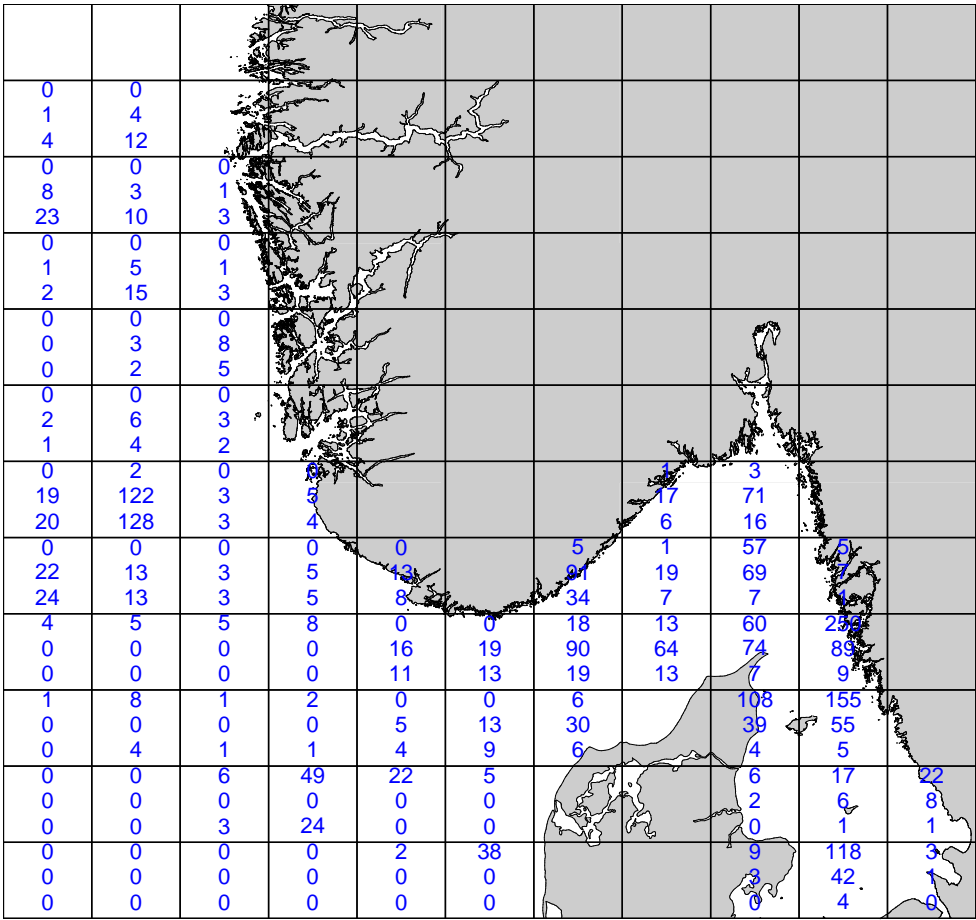 0 0
1 4
4 12
0 0 0
8 3 1
23 10 3
0 0 0
1 5 1
2 15 3
0 0 0
0 3 8
0 2 5
0 0 0
2 6 3
1 4 2
0 2 0 0 1 3
19 122 3 5 17 71
20 128 3 4 6 16
0 0 0 0 0 5 1 57 5
22 13 3 5 13 91 19 69 7
24 13 3 5 8 34 7 7 1
4 5 5 8 0 0 18 13 60 250
0 0 0 0 16 19 90 64 74 89
0 0 0 0 11 13 19 13 7 9
1 8 1 2 0 0 6 108 155
0 0 0 0 5 13 30 39 55
0 4 1 1 4 9 6 4 5
0 0 6 49 22 5 6 17 22
0 0 0 0 0 0 2 6 8
0 0 3 24 0 0 0 1 1
0 0 0 0 2 38 9 118 3
0 0 0 0 0 0 3 42 1
0 0 0 0 0 0 0 4 0